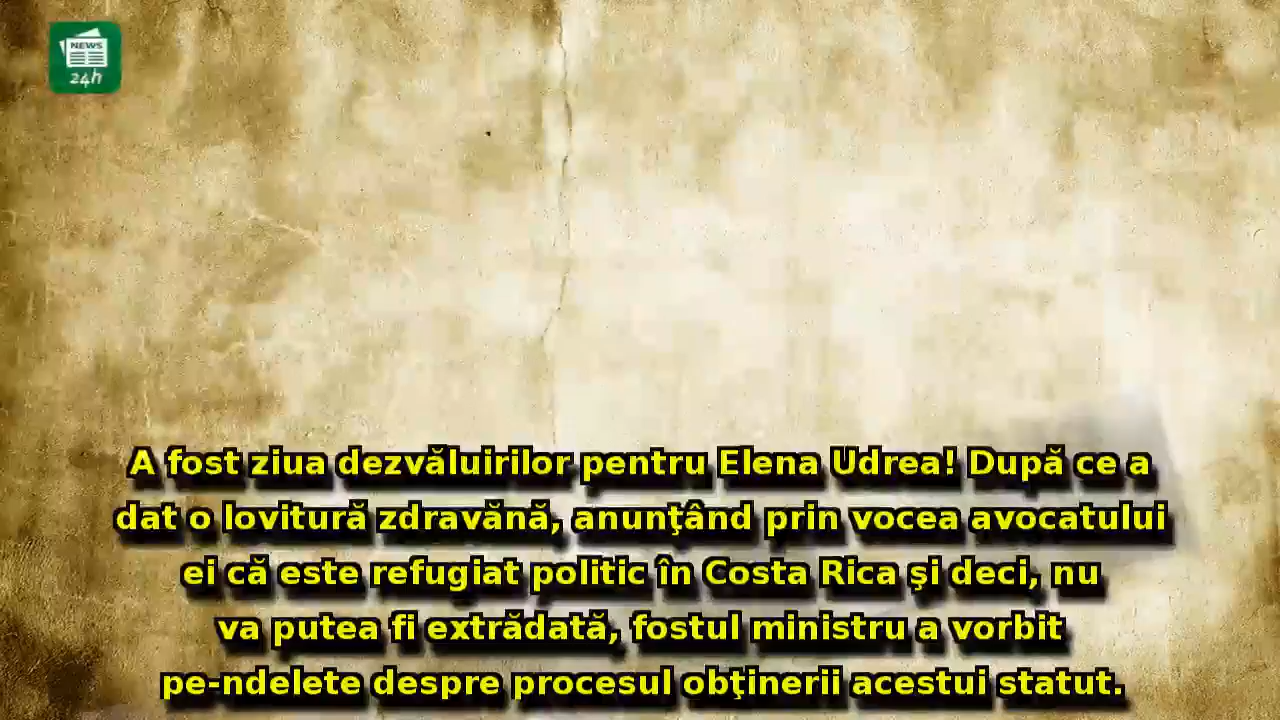 NEWS
24h
A fost ziua dezvăluirilor pentru Elena Udrea! După ce a
dat o lovitură zdravănă, anunţând prin vocea avocatului
ei că este refugiat politic în Costa Rica şi deci, nu
va putea fi extrădată, fostul ministru a vorbit
pe-ndelete despre procesul obţinerii acestui statut.